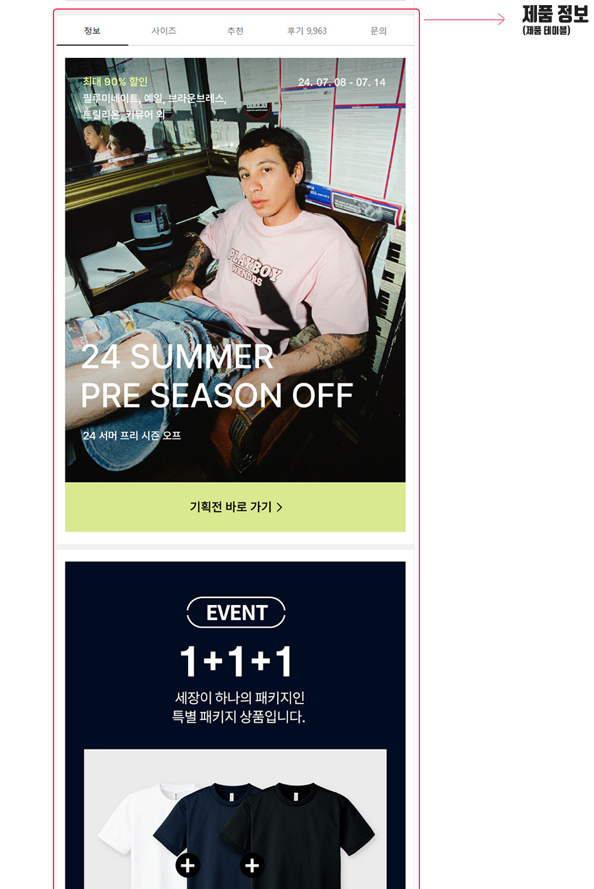 제품 정보
(제품 테이블)
정보 사이즈 추천 후기 9,963 문의
최대 90% 할인 24. 07. 08 - 07. 14
필루미네이트, 예일, 브라운브레스,
트릴리온, 키뮤어 외
PLAYBOY
24 SUMMER
PRE SEASON OFF
24 서머 프리 시즌 오프
기획전 바로 가기 >
EVENT
1+1+1
세장이 하나의 패키지인
특별 패키지 상품입니다.
+ +